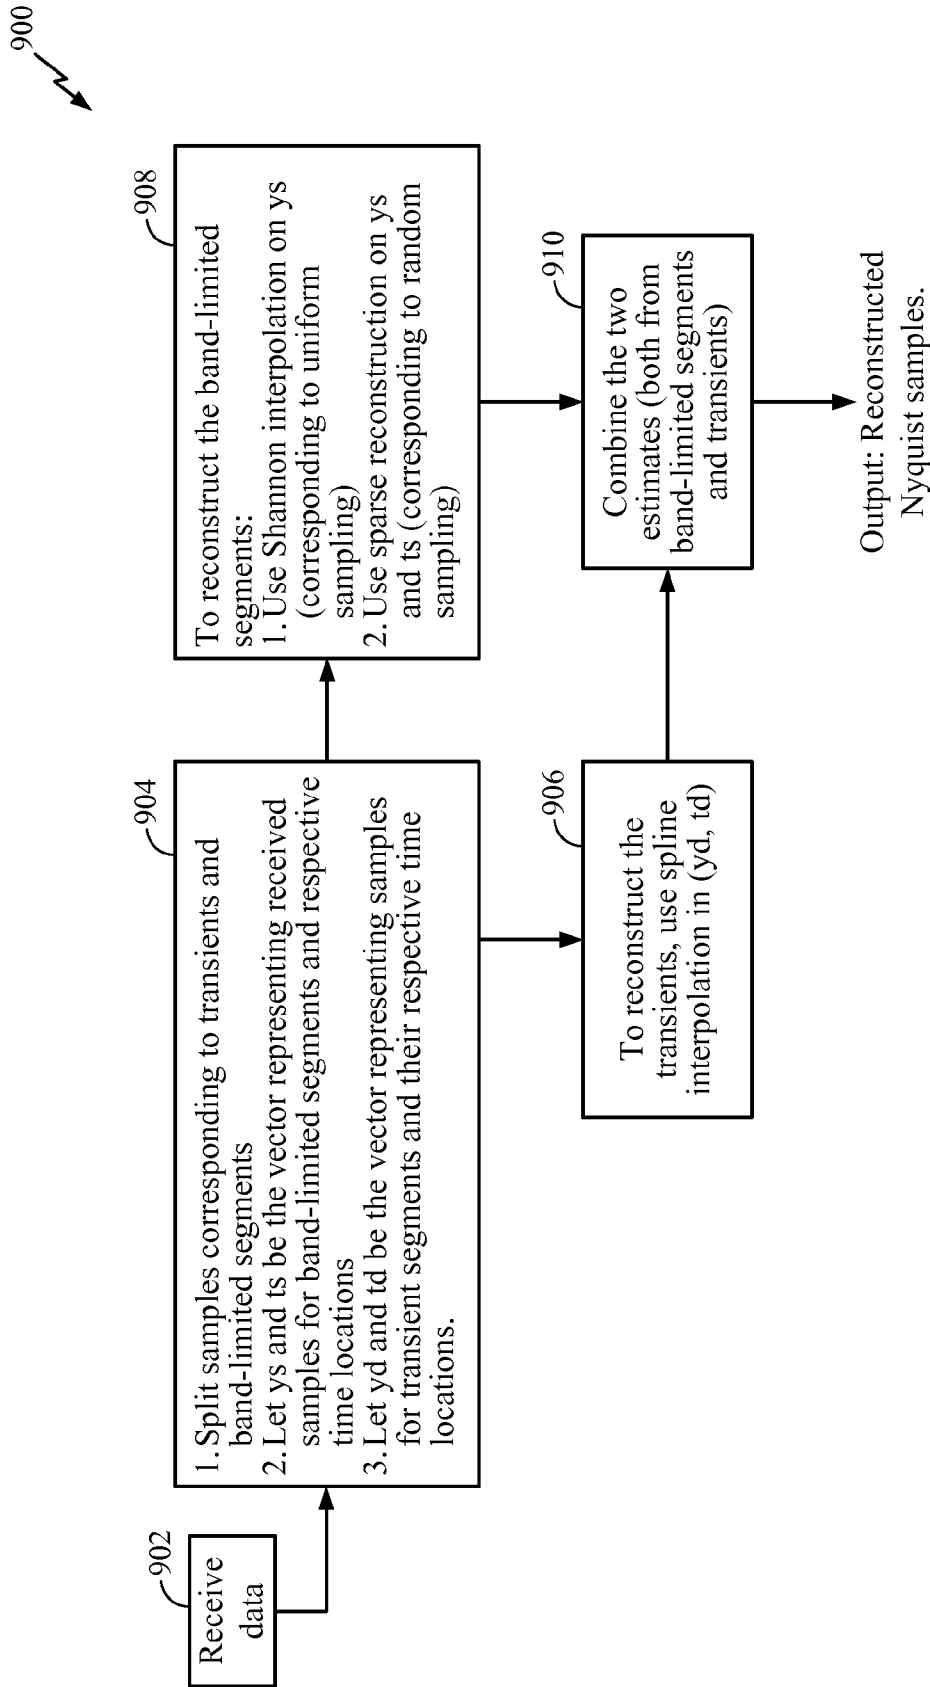 900
902
Receive
data
904
1. Split samples corresponding to transients and
band-limited segments
2. Let ys and ts be the vector representing received
samples for band-limited segments and respective
time locations
3. Let yd and td be the vector representing samples
for transient segments and their respective time
locations.
908
To reconstruct the band-limited
segments:
1. Use Shannon interpolation on ys
(corresponding to uniform
sampling)
2. Use sparse reconstruction on ys
and ts (corresponding to random
sampling)
906
To reconstruct the
transients, use spline
interpolation in (yd, td)
910
Combine the two
estimates (both from
band-limited segments
and transients)
Output: Reconstructed
Nyquist samples.